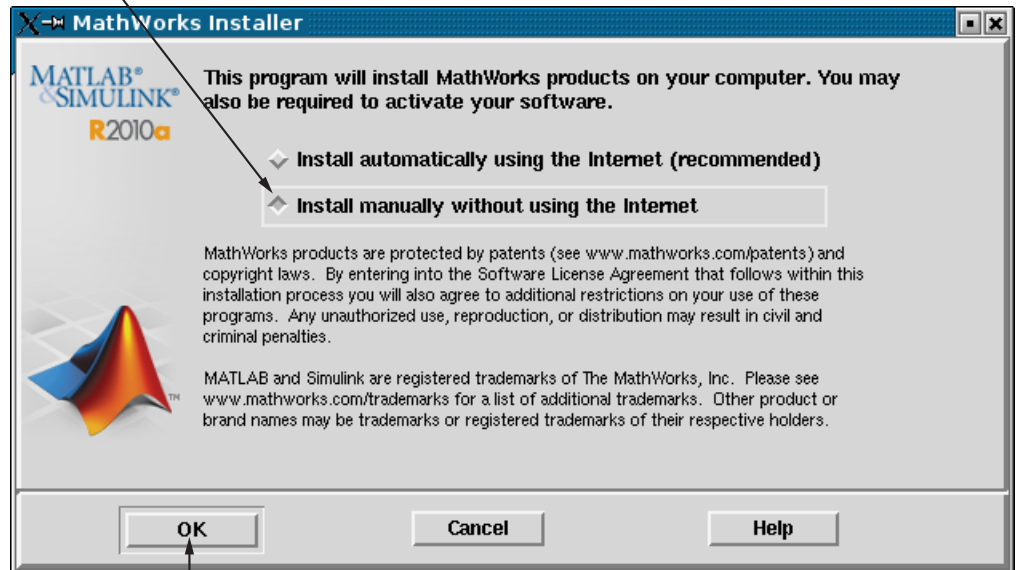 MathWorks Installer
MATLAB®
&SIMULINK®
R2010a
This program will install MathWorks products on your computer. You may
also be required to activate your software.
Install automatically using the Internet (recommended)
Install manually without using the Internet
MathWorks products are protected by patents (see www.mathworks.com/patents) and
copyright laws. By entering into the Software License Agreement that follows within this
installation process you will also agree to additional restrictions on your use of these
programs. Any unauthorized use, reproduction, or distribution may result in civil and
criminal penalties.
MATLAB and Simulink are registered trademarks of The MathWorks, Inc. Please see
www.mathworks.com/trademarks for a list of additional trademarks. Other product or
brand names may be trademarks or registered trademarks of their respective holders.
TM
OK Cancel Help